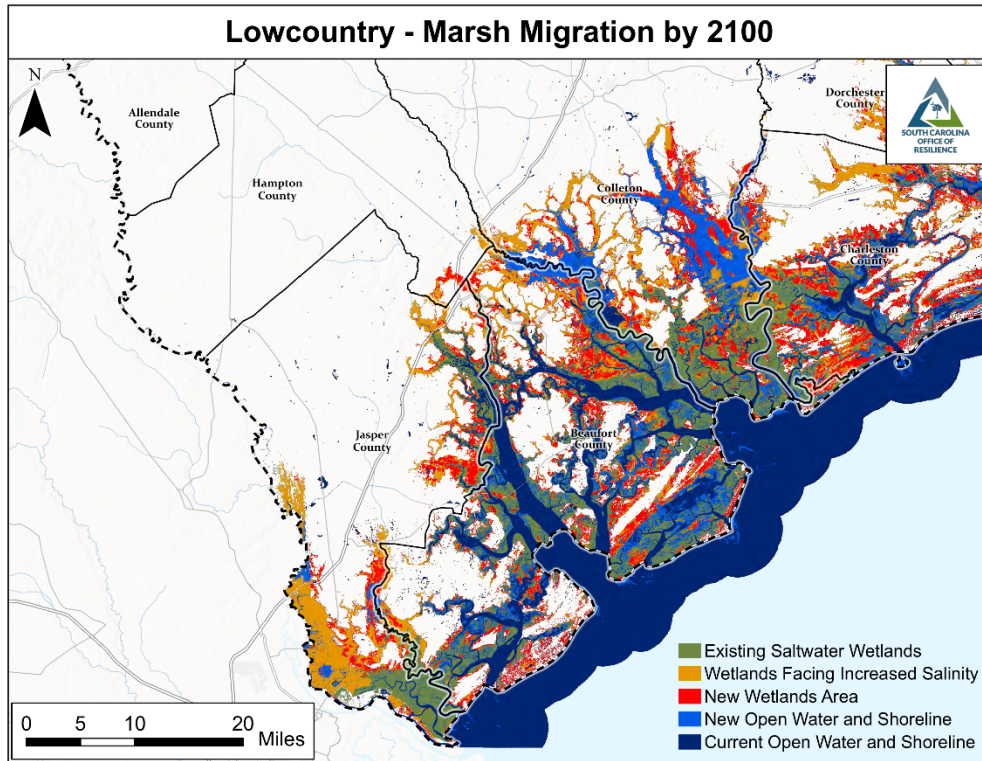 Lowcountry - Marsh Migration by 2100
N
Allendale
County
Dorchester
County
SOUTH CAROLINA
OFFICE OF
RESILIENCE
Hampton
County
Colleton
County
Charleston
County
Jasper
County
Beaufort
County
Existing Saltwater Wetlands
Wetlands Facing Increased Salinity
New Wetlands Area
New Open Water and Shoreline
Current Open Water and Shoreline
0 5 10 20
Miles